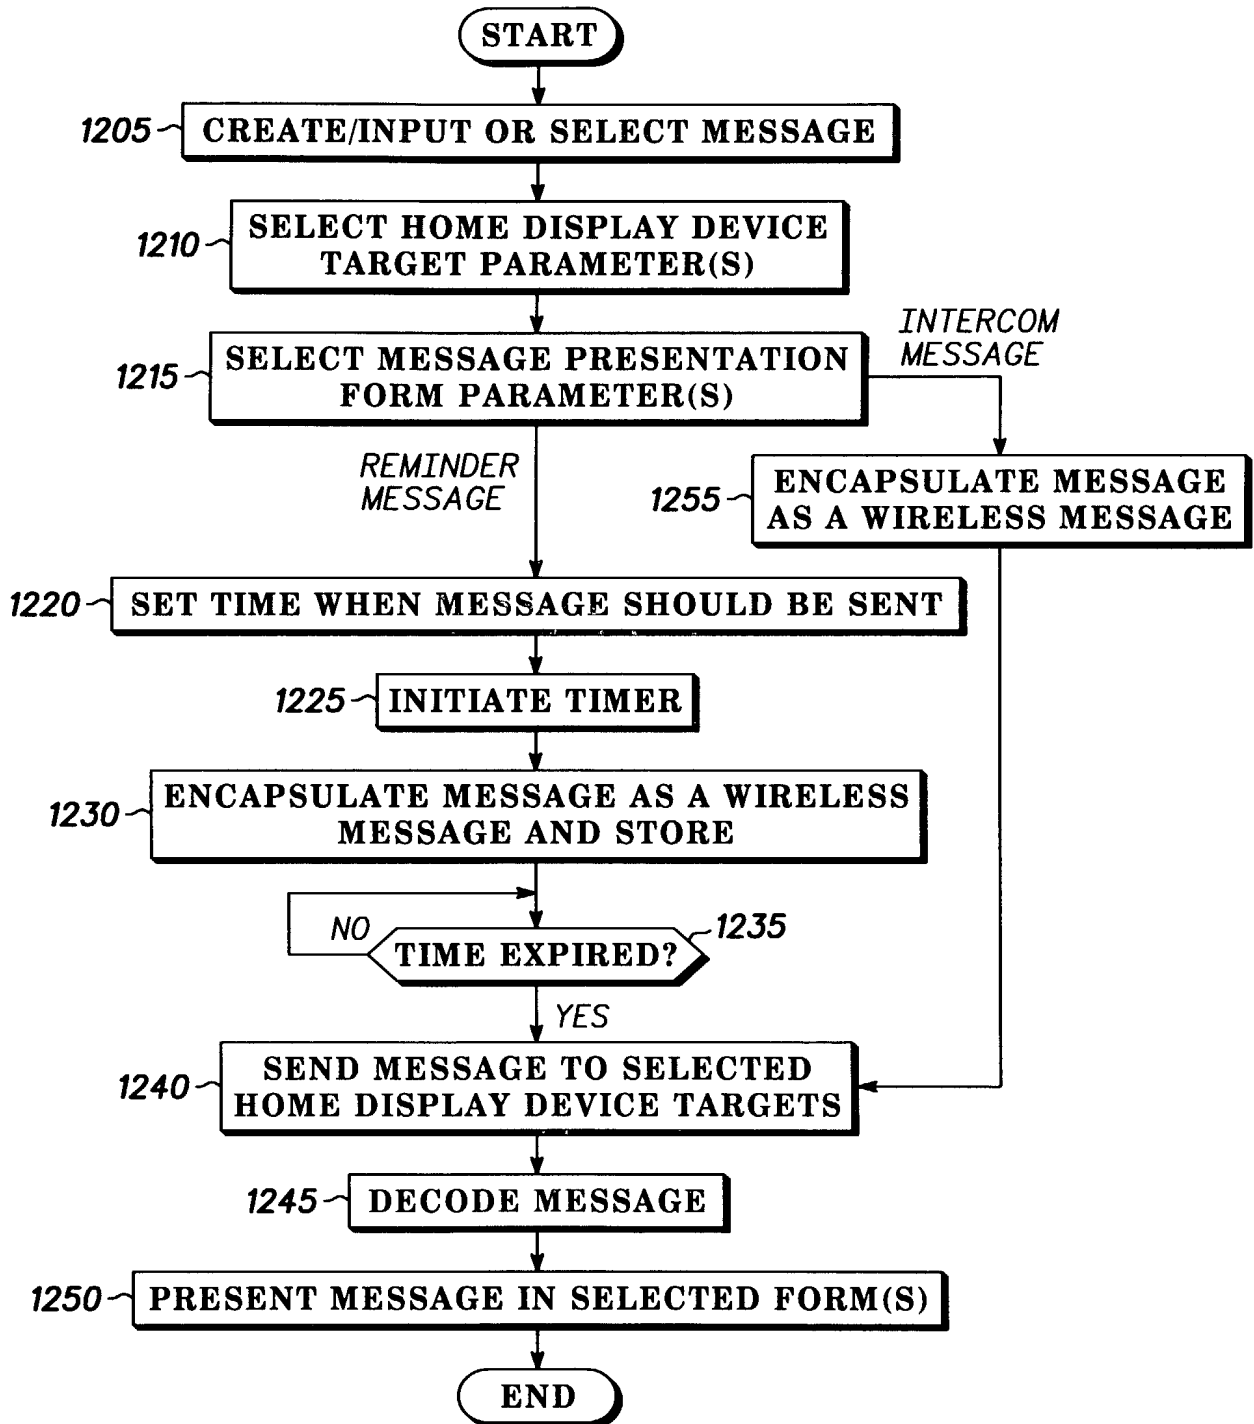 START
1205
CREATE/INPUT OR SELECT MESSAGE
1210
SELECT HOME DISPLAY DEVICE
TARGET PARAMETER(S)
1215
SELECT MESSAGE PRESENTATION
FORM PARAMETER(S)
INTERCOM
MESSAGE
REMINDER
MESSAGE
1255
ENCAPSULATE MESSAGE
AS A WIRELESS MESSAGE
1220
SET TIME WHEN MESSAGE SHOULD BE SENT
1225
INITIATE TIMER
1230
ENCAPSULATE MESSAGE AS A WIRELESS
MESSAGE AND STORE
NO
TIME EXPIRED?
1235
YES
1240
SEND MESSAGE TO SELECTED
HOME DISPLAY DEVICE TARGETS
1245
DECODE MESSAGE
1250
PRESENT MESSAGE IN SELECTED FORM(S)
END